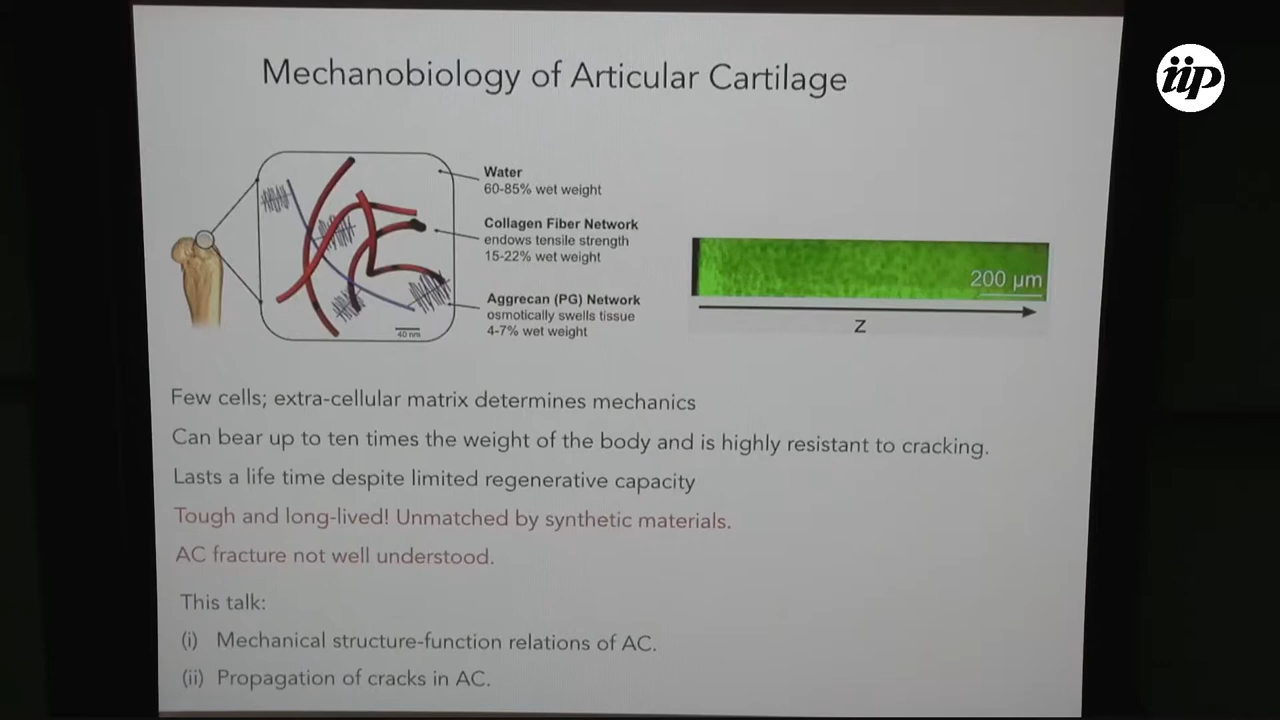 Mechanobiology of Articular Cartilage
iip
Water
60-85% wet weight
Collagen Fiber Network
endows tensile strength
15-22% wet weight
Aggrecan (PG) Network
osmotically swells tissue
4-7% wet weight
40 nm
200 μm
Z
Few cells; extra-cellular matrix determines mechanics
Can bear up to ten times the weight of the body and is highly resistant to cracking.
Lasts a life time despite limited regenerative capacity
Tough and long-lived! Unmatched by synthetic materials.
AC fracture not well understood.
This talk:
(i) Mechanical structure-function relations of AC.
(ii) Propagation of cracks in AC.